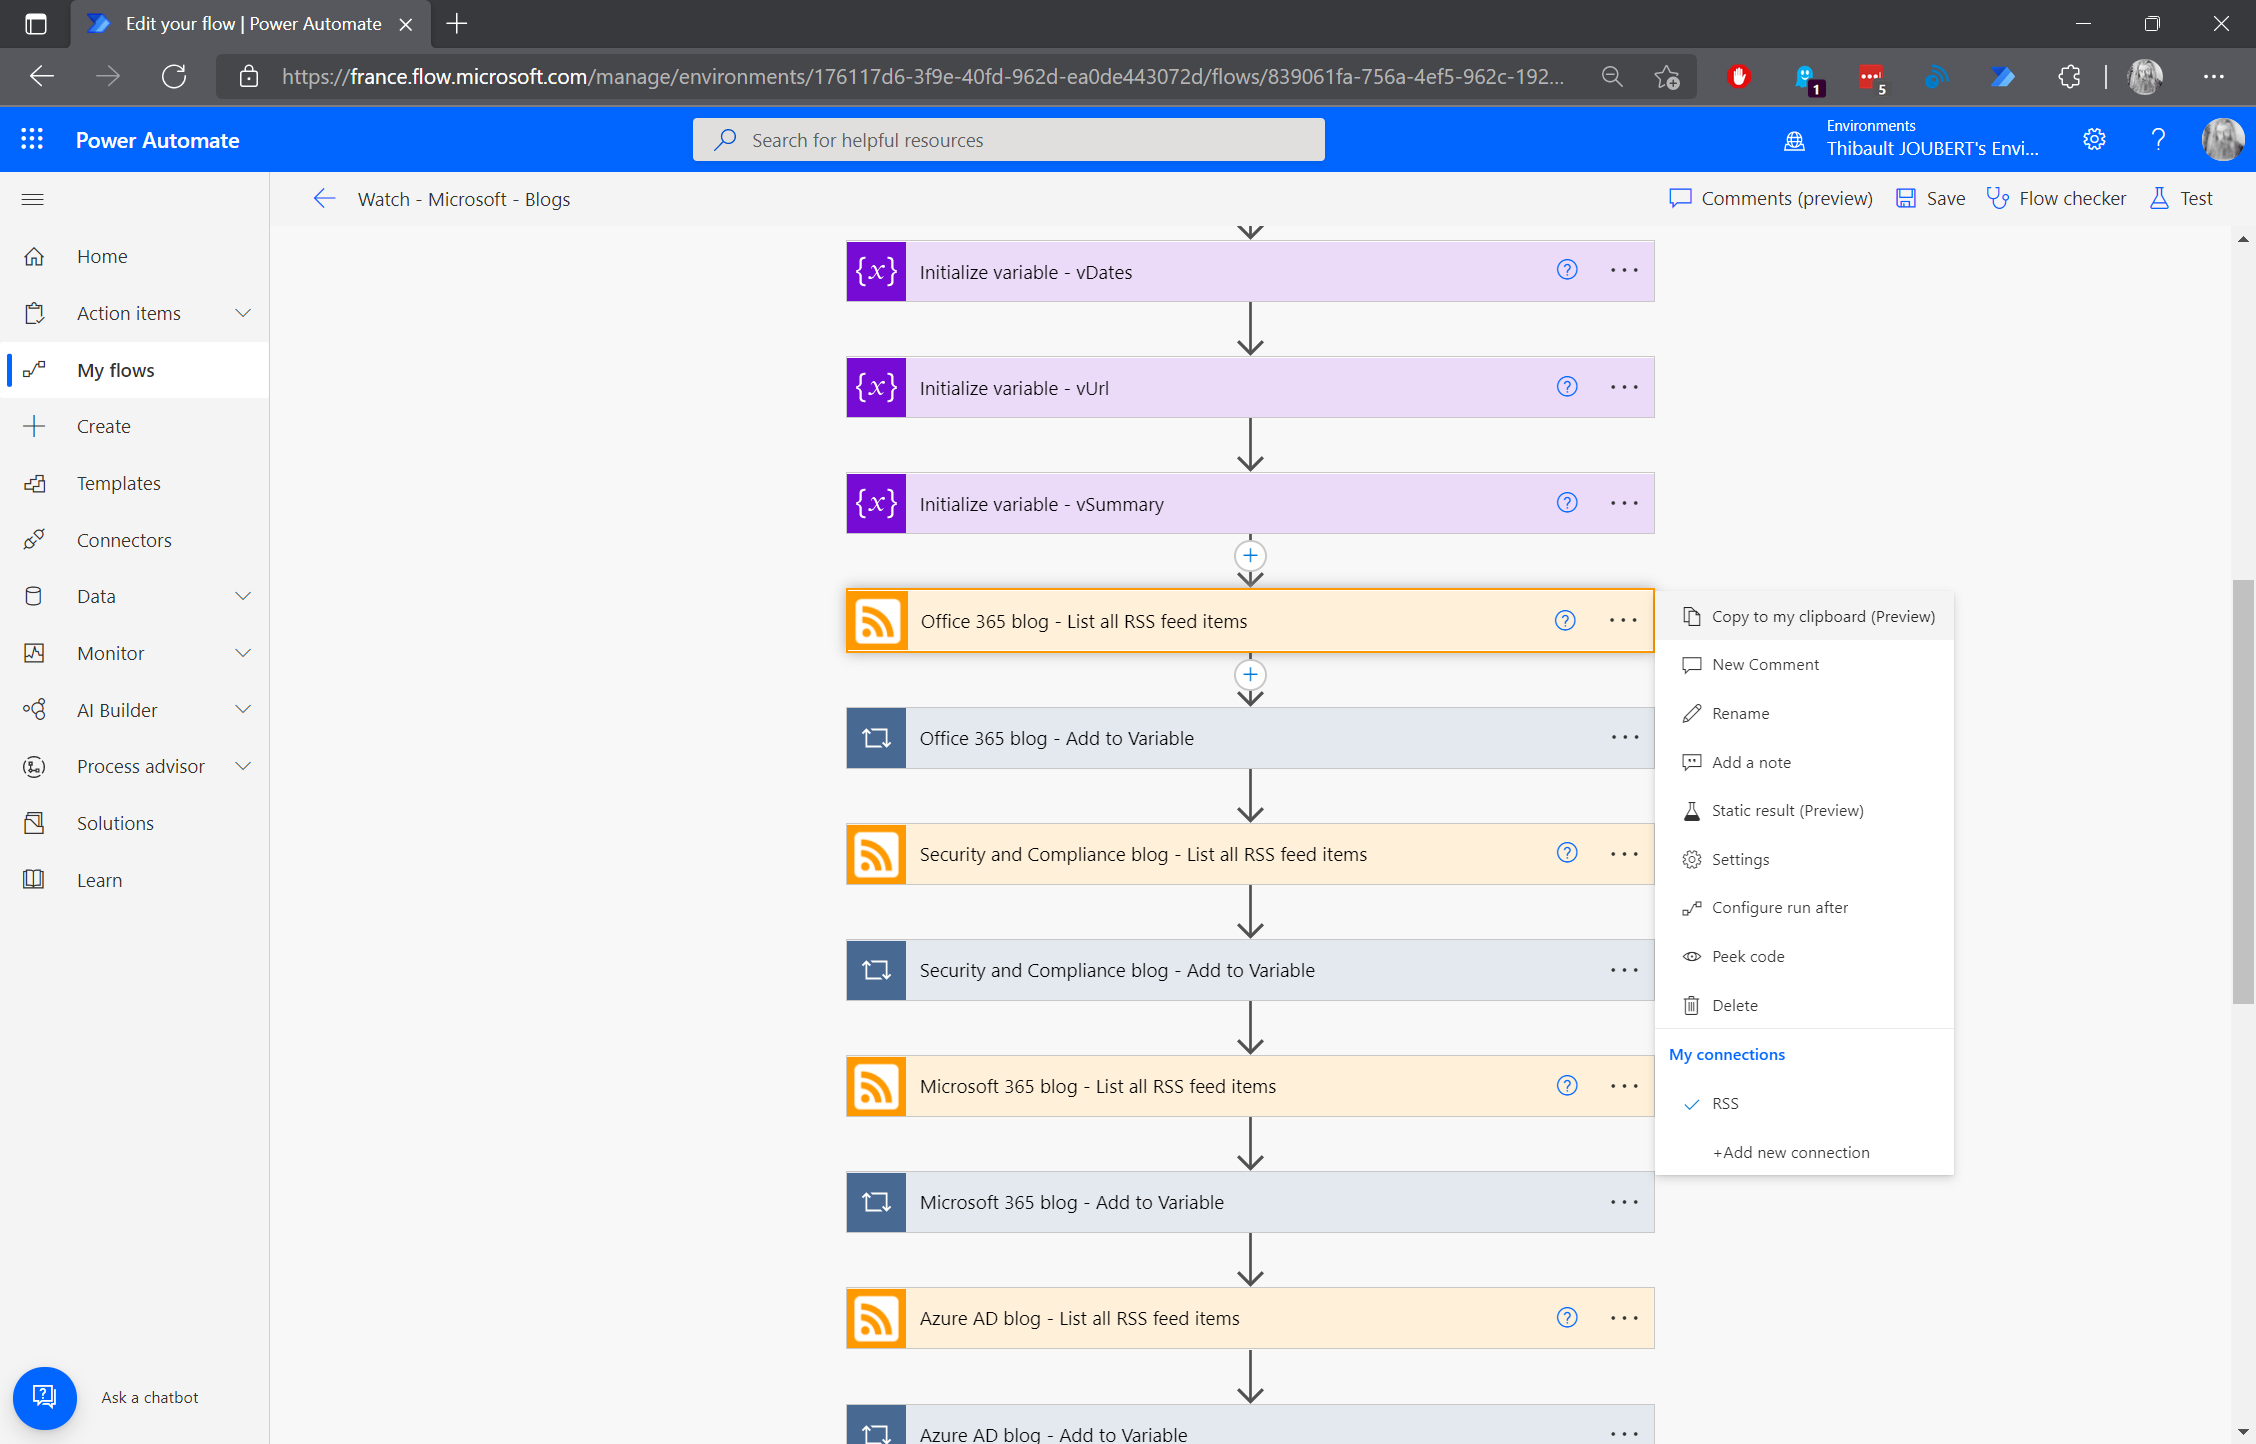 Edit your flow | Power Automate
https://france.flow.microsoft.com/manage/environments/176117d6-3f9e-40fd-962d-ea0de443072d/flows/839061fa-756a-4ef5-962c-192...
1
5
Power Automate
Search for helpful resources
Environments
Thibault JOUBERT's Envi...
Watch - Microsoft - Blogs
Comments (preview)
Save
Flow checker
Test
Home
Action items
My flows
Create
Templates
Connectors
Data
Monitor
AI Builder
Process advisor
Solutions
Learn
Ask a chatbot
{x} Initialize variable - vDates
{x} Initialize variable - vUrl
{x} Initialize variable - vSummary
Office 365 blog - List all RSS feed items
Office 365 blog - Add to Variable
Security and Compliance blog - List all RSS feed items
Security and Compliance blog - Add to Variable
Microsoft 365 blog - List all RSS feed items
Microsoft 365 blog - Add to Variable
Azure AD blog - List all RSS feed items
Azure AD blog - Add to Variable
Copy to my clipboard (Preview)
New Comment
Rename
Add a note
Static result (Preview)
Settings
Configure run after
Peek code
Delete
My connections
RSS
+Add new connection